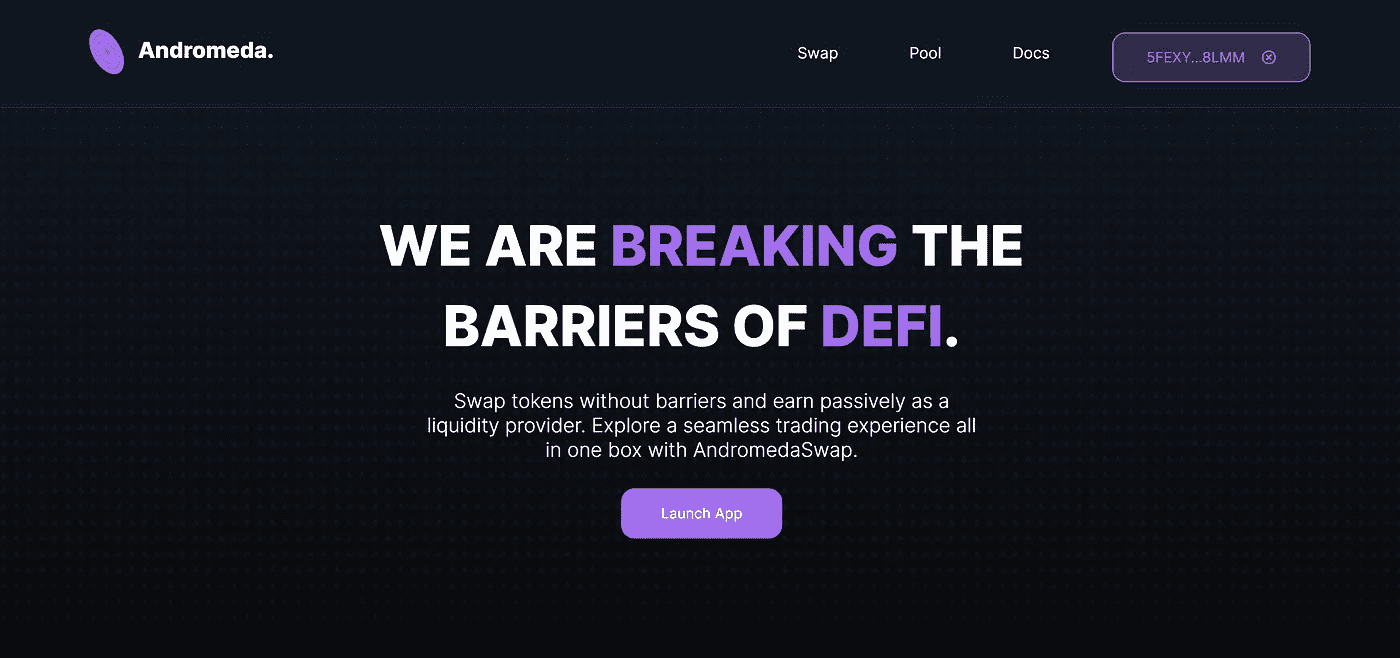 Andromeda.
Swap
Pool
Docs
5FEXY...8LMM
WE ARE BREAKING THE
BARRIERS OF DEFI.
Swap tokens without barriers and earn passively as a
liquidity provider. Explore a seamless trading experience all
in one box with AndromedaSwap.
Launch App